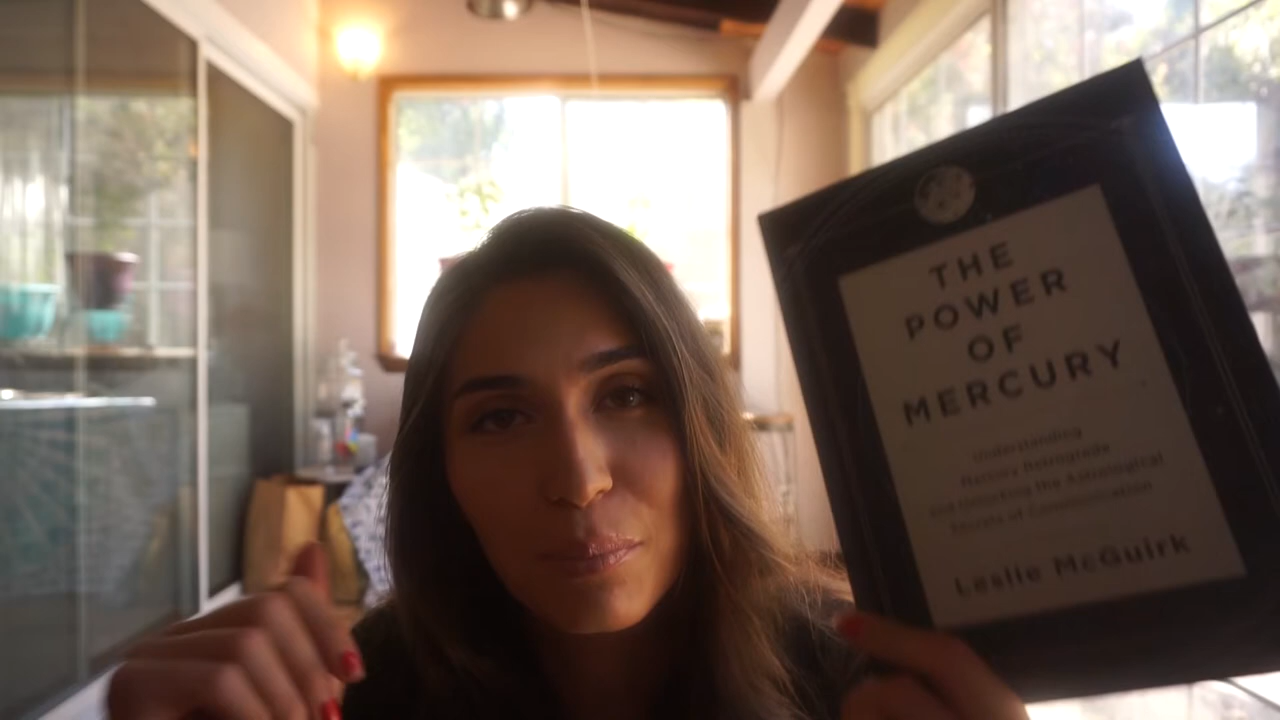 THE
POWER
OF
MERCURY
Understanding
Mercury Retrograde
and Unlocking the Astrological
Secrets of Communication
Leslie McGuirk